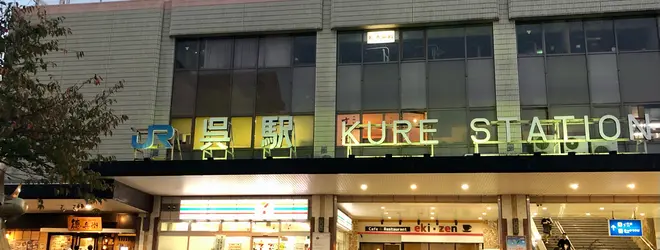 JR 呉駅 KURE STATION
Cafe & Restaurant eki・zen